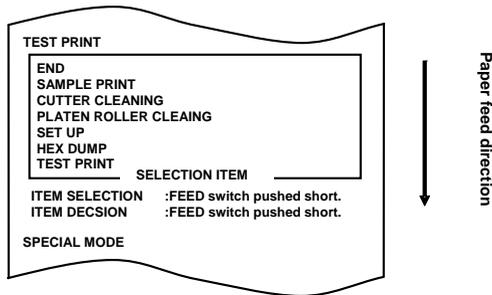 TEST PRINT
END
SAMPLE PRINT
CUTTER CLEANING
PLATEN ROLLER CLEAING
SET UP
HEX DUMP
TEST PRINT
SELECTION ITEM
ITEM SELECTION :FEED switch pushed short.
ITEM DECSION :FEED switch pushed short.
SPECIAL MODE
Paper feed direction